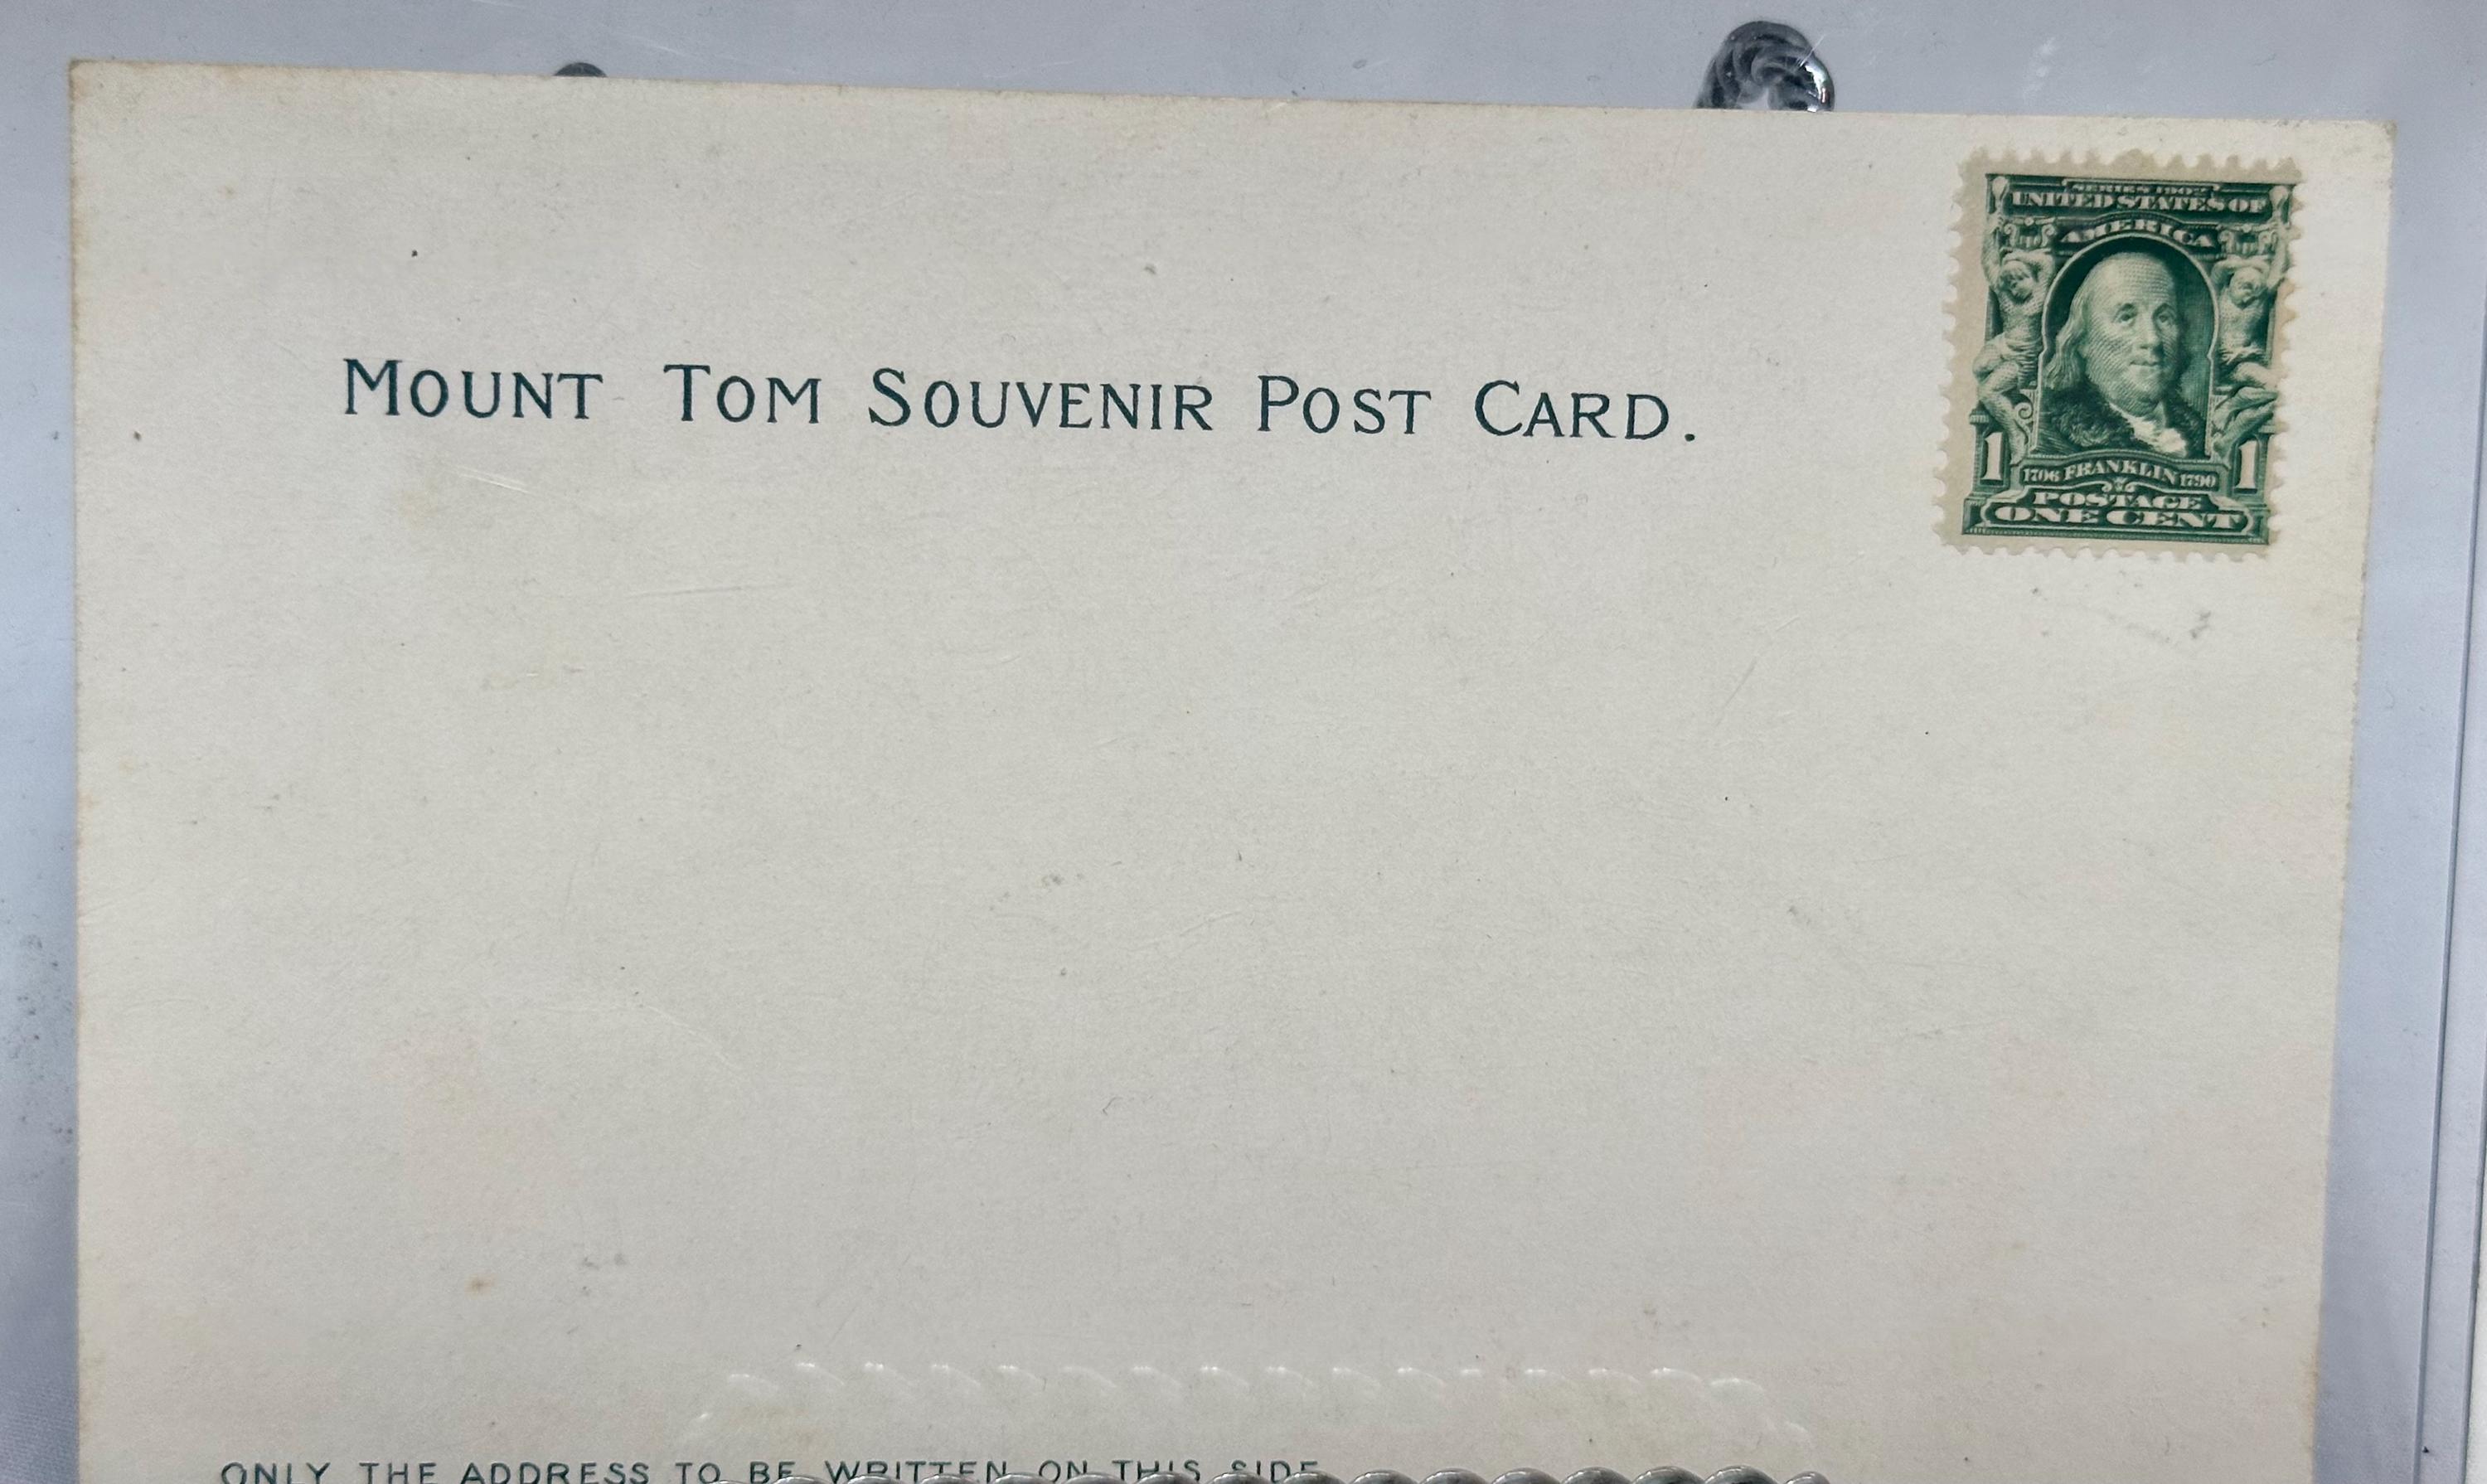 MOUNT TOM SOUVENIR POST CARD.
SERIES 1902
UNITED STATES OF
AMERICA
1 1706 FRANKLIN 1790 1
POSTAGE
ONE CENT
ONLY THE ADDRESS TO BE WRITTEN ON THIS SIDE